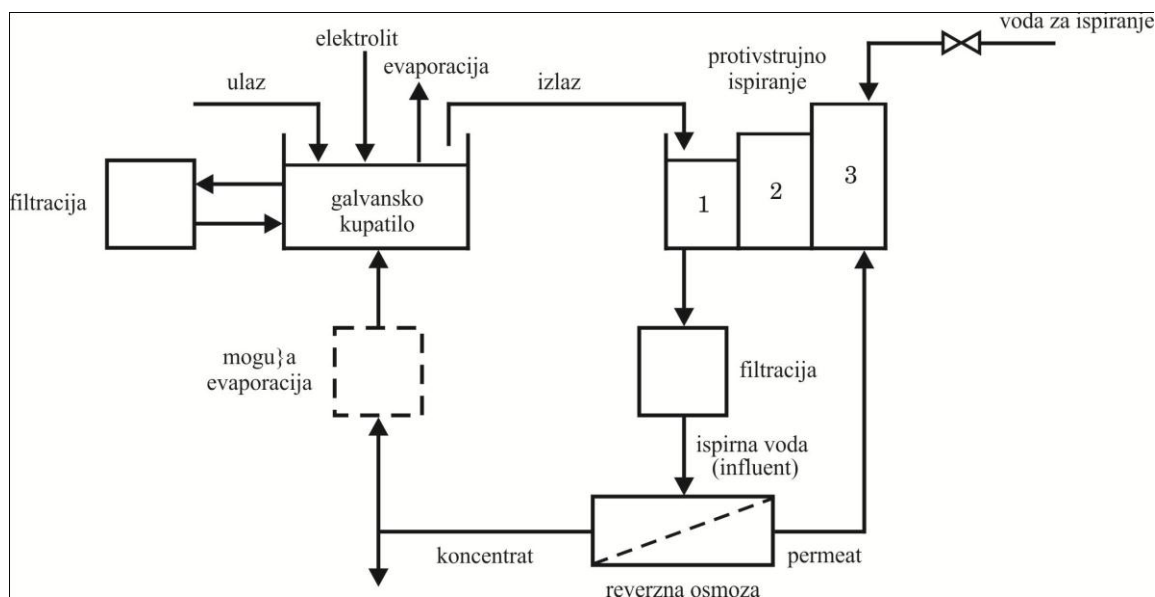 voda za ispiranje
elektrolit
evaporacija
protivstrujno
ispiranje
ulaz
izlaz
filtracija
galvansko
kupatilo
1
2
3
mogu}a
evaporacija
filtracija
ispirna voda
(influent)
koncentrat
permeat
reverzna osmoza